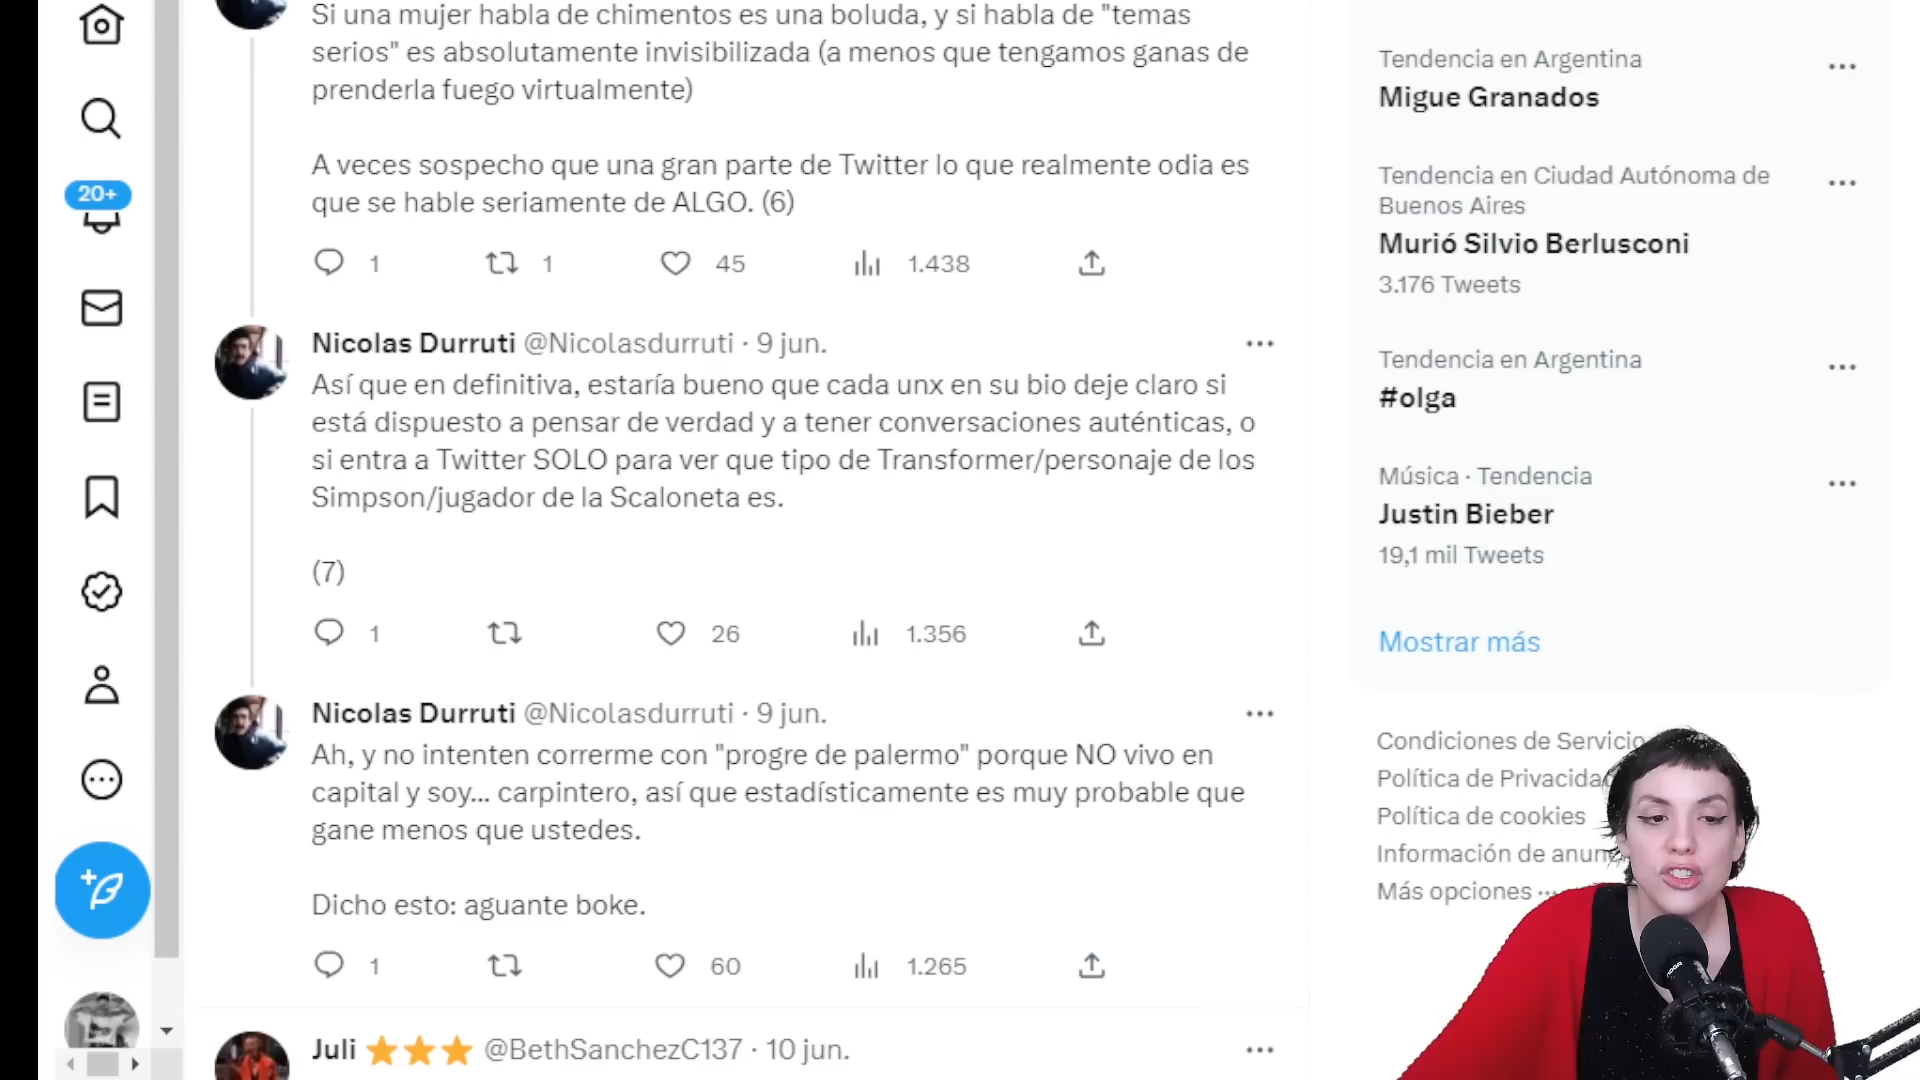 Si una mujer habla de chimentos es una boluda, y si habla de "temas
serios" es absolutamente invisibilizada (a menos que tengamos ganas de
prenderla fuego virtualmente)
A veces sospecho que una gran parte de Twitter lo que realmente odia es
que se hable seriamente de ALGO. (6)
1 1 45 1.438
Nicolas Durruti @Nicolasdurruti · 9 jun.
Así que en definitiva, estaría bueno que cada unx en su bio deje claro si
está dispuesto a pensar de verdad y a tener conversaciones auténticas, o
si entra a Twitter SOLO para ver que tipo de Transformer/personaje de los
Simpson/jugador de la Scaloneta es.
(7)
1 26 1.356
Nicolas Durruti @Nicolasdurruti · 9 jun.
Ah, y no intenten correrme con "progre de palermo" porque NO vivo en
capital y soy... carpintero, así que estadísticamente es muy probable que
gane menos que ustedes.
Dicho esto: aguante boke.
1 60 1.265
Juli @BethSanchezC137 · 10 jun.
20+
Tendencia en Argentina
Migue Granados
Tendencia en Ciudad Autónoma de
Buenos Aires
Murió Silvio Berlusconi
3.176 Tweets
Tendencia en Argentina
#olga
Música · Tendencia
Justin Bieber
19,1 mil Tweets
Mostrar más
Condiciones de Servicio
Política de Privacida
Política de cookies
Información de anun
Más opciones ···